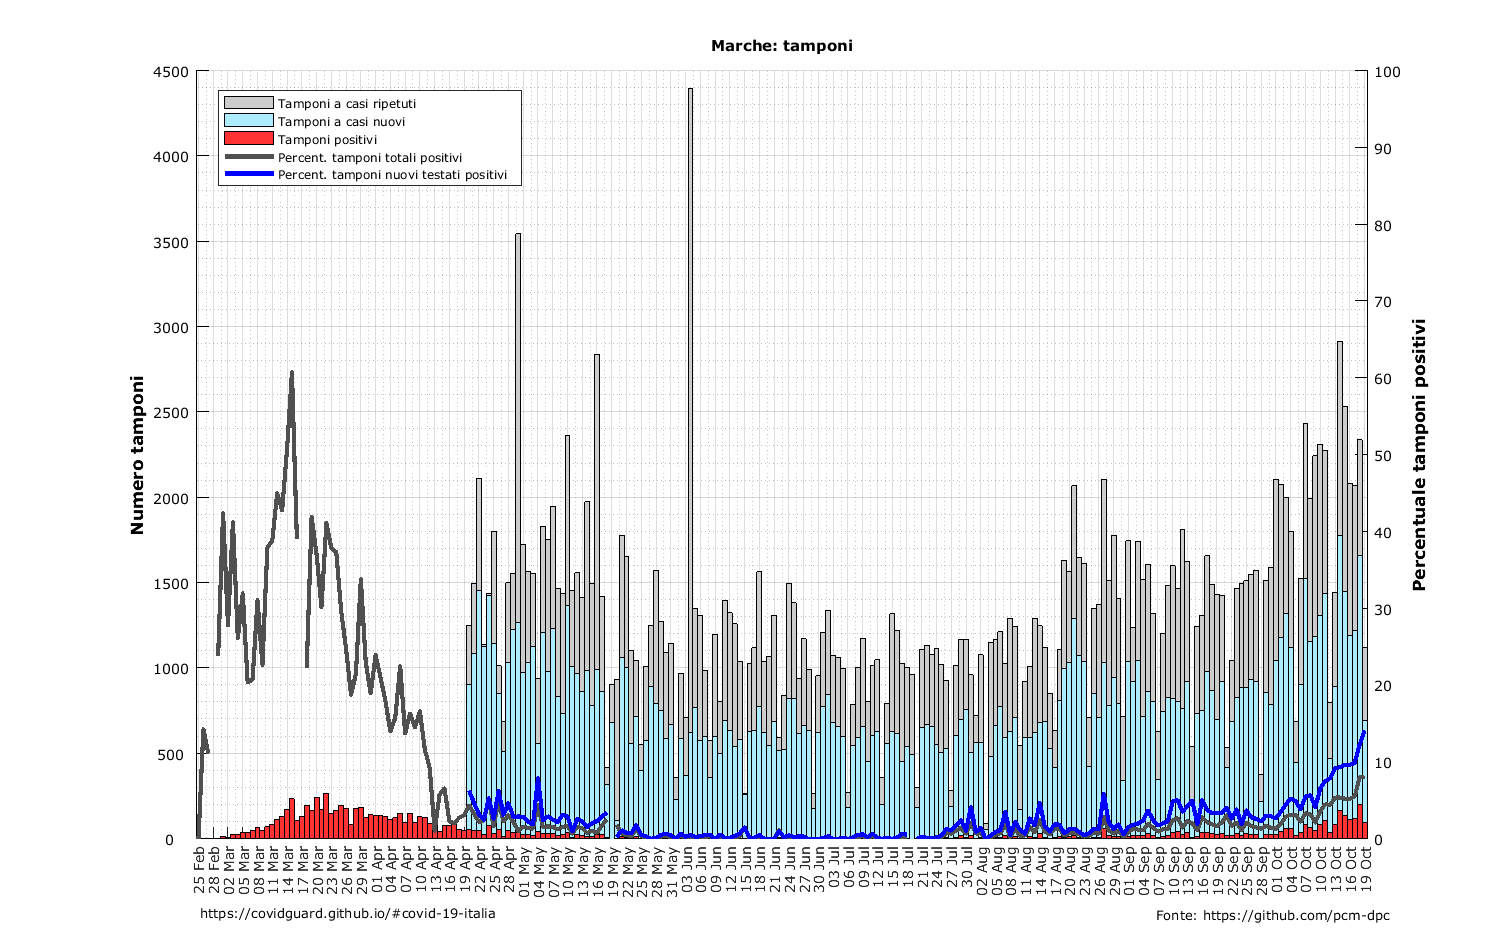 Marche: tamponi
Tamponi a casi ripetuti
Tamponi a casi nuovi
Tamponi positivi
Percent. tamponi totali positivi
Percent. tamponi nuovi testati positivi
Numero tamponi
4500
4000
3500
3000
2500
2000
1500
1000
500
0
100
90
80
70
60
50
40
30
20
10
0
Percentuale tamponi positivi
25 Feb
28 Feb
02 Mar
05 Mar
08 Mar
11 Mar
14 Mar
17 Mar
20 Mar
23 Mar
26 Mar
29 Mar
01 Apr
04 Apr
07 Apr
10 Apr
13 Apr
16 Apr
19 Apr
22 Apr
25 Apr
28 Apr
01 May
04 May
07 May
10 May
13 May
16 May
19 May
22 May
25 May
28 May
31 May
03 Jun
06 Jun
09 Jun
12 Jun
15 Jun
18 Jun
21 Jun
24 Jun
27 Jun
30 Jun
03 Jul
06 Jul
09 Jul
12 Jul
15 Jul
18 Jul
21 Jul
24 Jul
27 Jul
30 Jul
02 Aug
05 Aug
08 Aug
11 Aug
14 Aug
17 Aug
20 Aug
23 Aug
26 Aug
29 Aug
01 Sep
04 Sep
07 Sep
10 Sep
13 Sep
16 Sep
19 Sep
22 Sep
25 Sep
28 Sep
01 Oct
04 Oct
07 Oct
10 Oct
13 Oct
16 Oct
19 Oct
https://covidguard.github.io/#covid-19-italia
Fonte: https://github.com/pcm-dpc